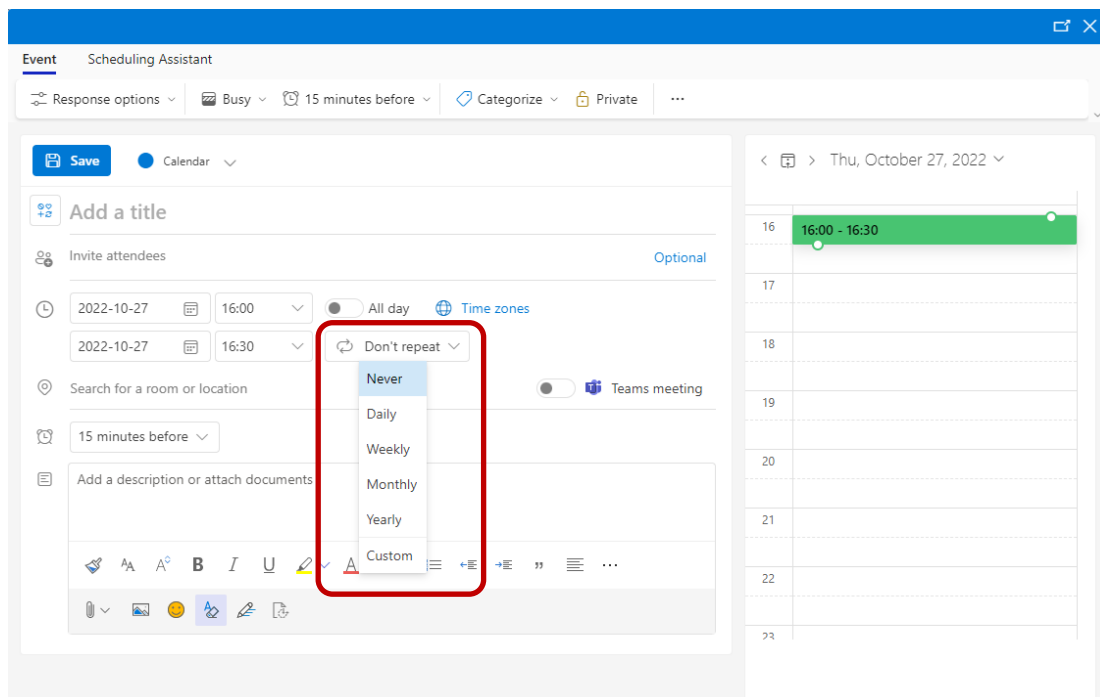 Event Scheduling Assistant
Response options Busy 15 minutes before Categorize Private ...
Save Calendar
Thu, October 27, 2022
Add a title
Invite attendees Optional
2022-10-27 16:00 All day Time zones
2022-10-27 16:30 Don't repeat
Search for a room or location Teams meeting
15 minutes before
Add a description or attach documents
Never
Daily
Weekly
Monthly
Yearly
Custom
B I U A ...
16 16:00 - 16:30
17
18
19
20
21
22
23